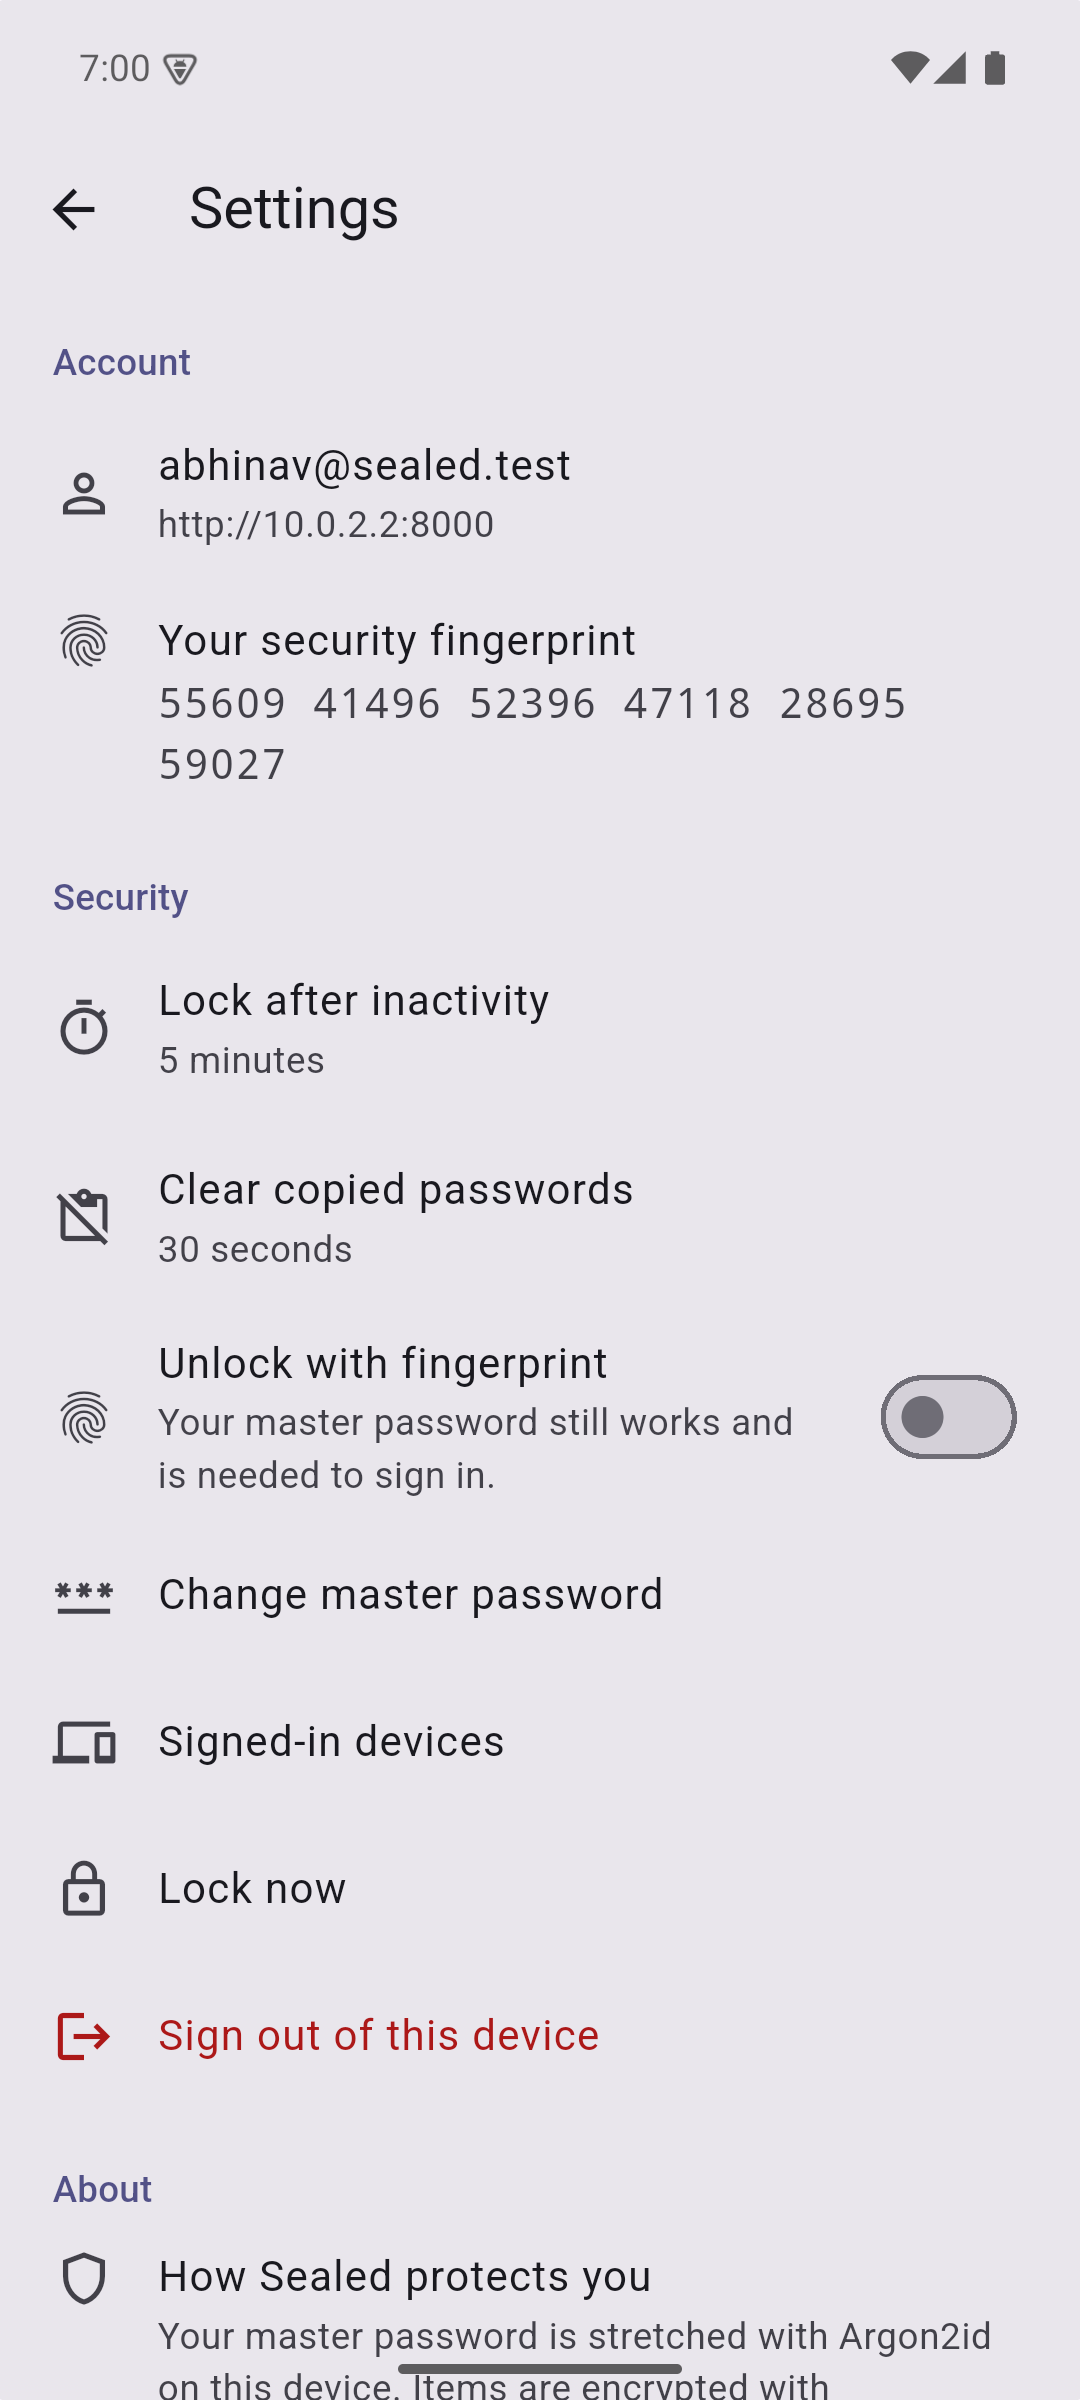 7:00
Settings
Account
abhinav@sealed.test
http://10.0.2.2:8000
Your security fingerprint
55609 41496 52396 47118 28695
59027
Security
Lock after inactivity
5 minutes
Clear copied passwords
30 seconds
Unlock with fingerprint
Your master password still works and
is needed to sign in.
Change master password
Signed-in devices
Lock now
Sign out of this device
About
How Sealed protects you
Your master password is stretched with Argon2id
on this device. Items are encrypted with